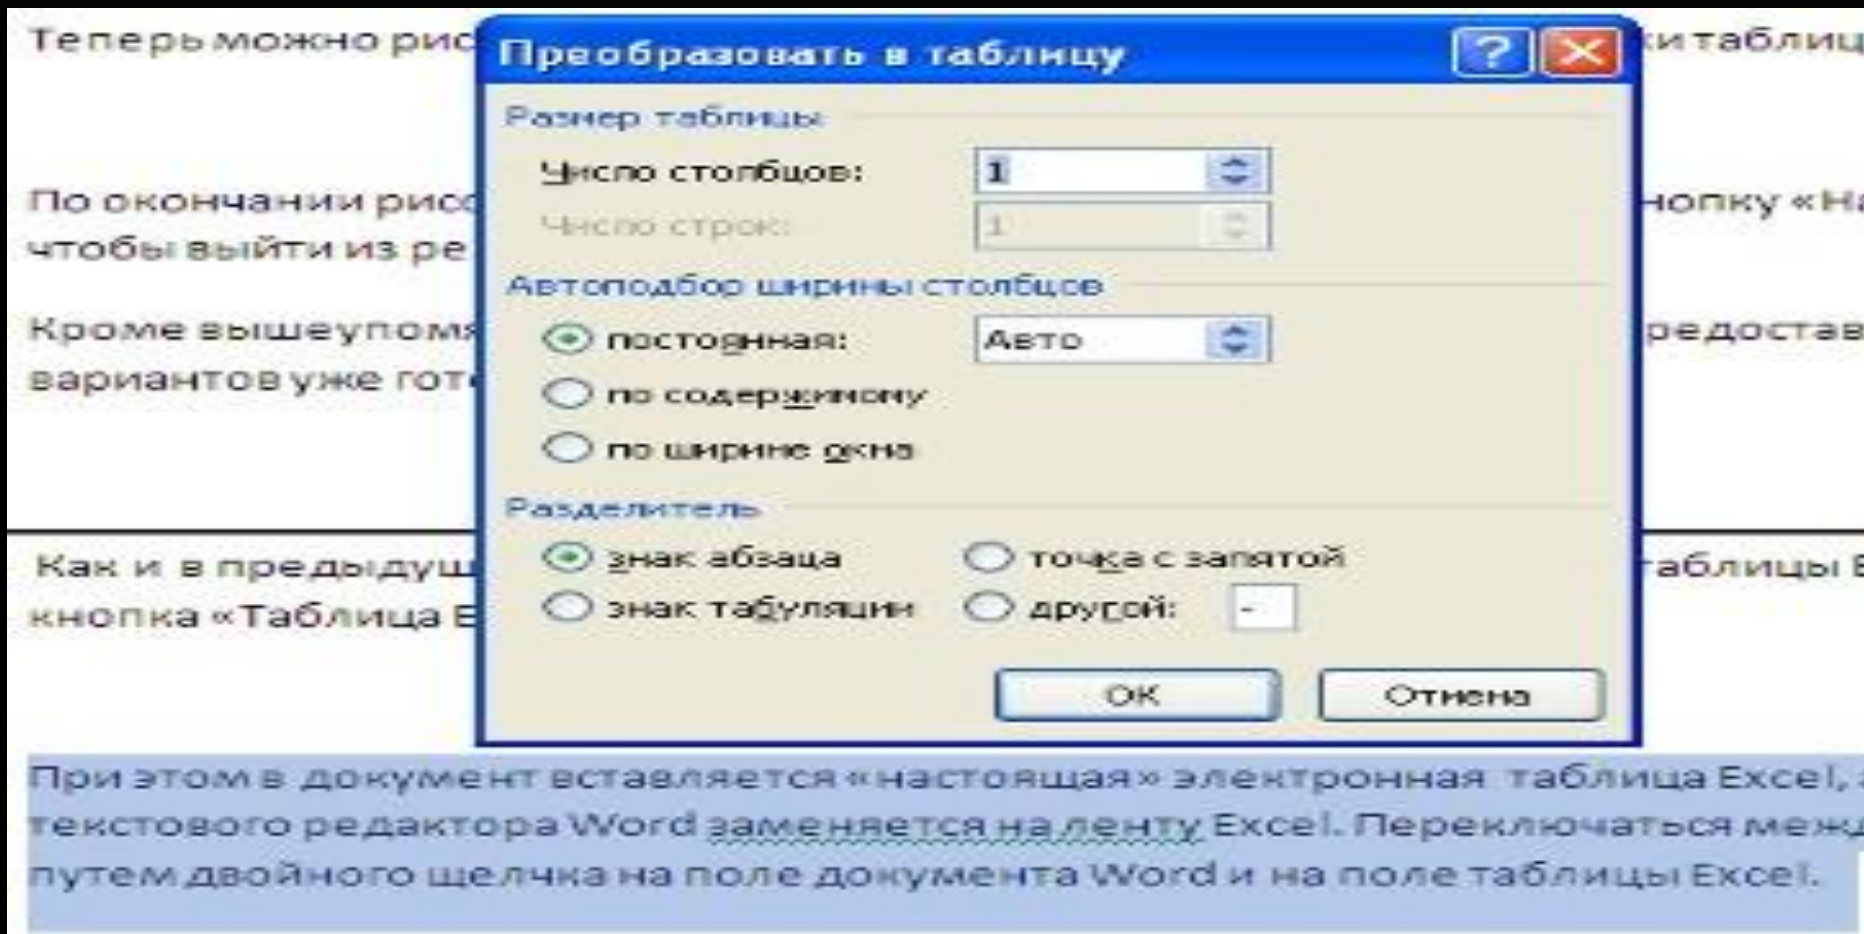 Теперь можно рис
Преобразовать в таблицу
ки таблиц
Размер таблицы
Число столбцов: 1
Число строк: 1
По окончании рисо
нопку «На
чтобы выйти из ре
Автоподбор ширины столбцов
Кроме вышеупомя
постоянная: Авто
редостав
вариантов уже гото
по содержимому
по ширине окна
Разделитель
Как и в предыдущ
знак абзаца точка с запятой
таблицы E
кнопка «Таблица E
знак табуляции другой: -
ОК Отмена
При этом в документ вставляется «настоящая» электронная таблица Excel, а
текстового редактора Word заменяется на ленту Excel. Переключаться межд
путем двойного щелчка на поле документа Word и на поле таблицы Excel.